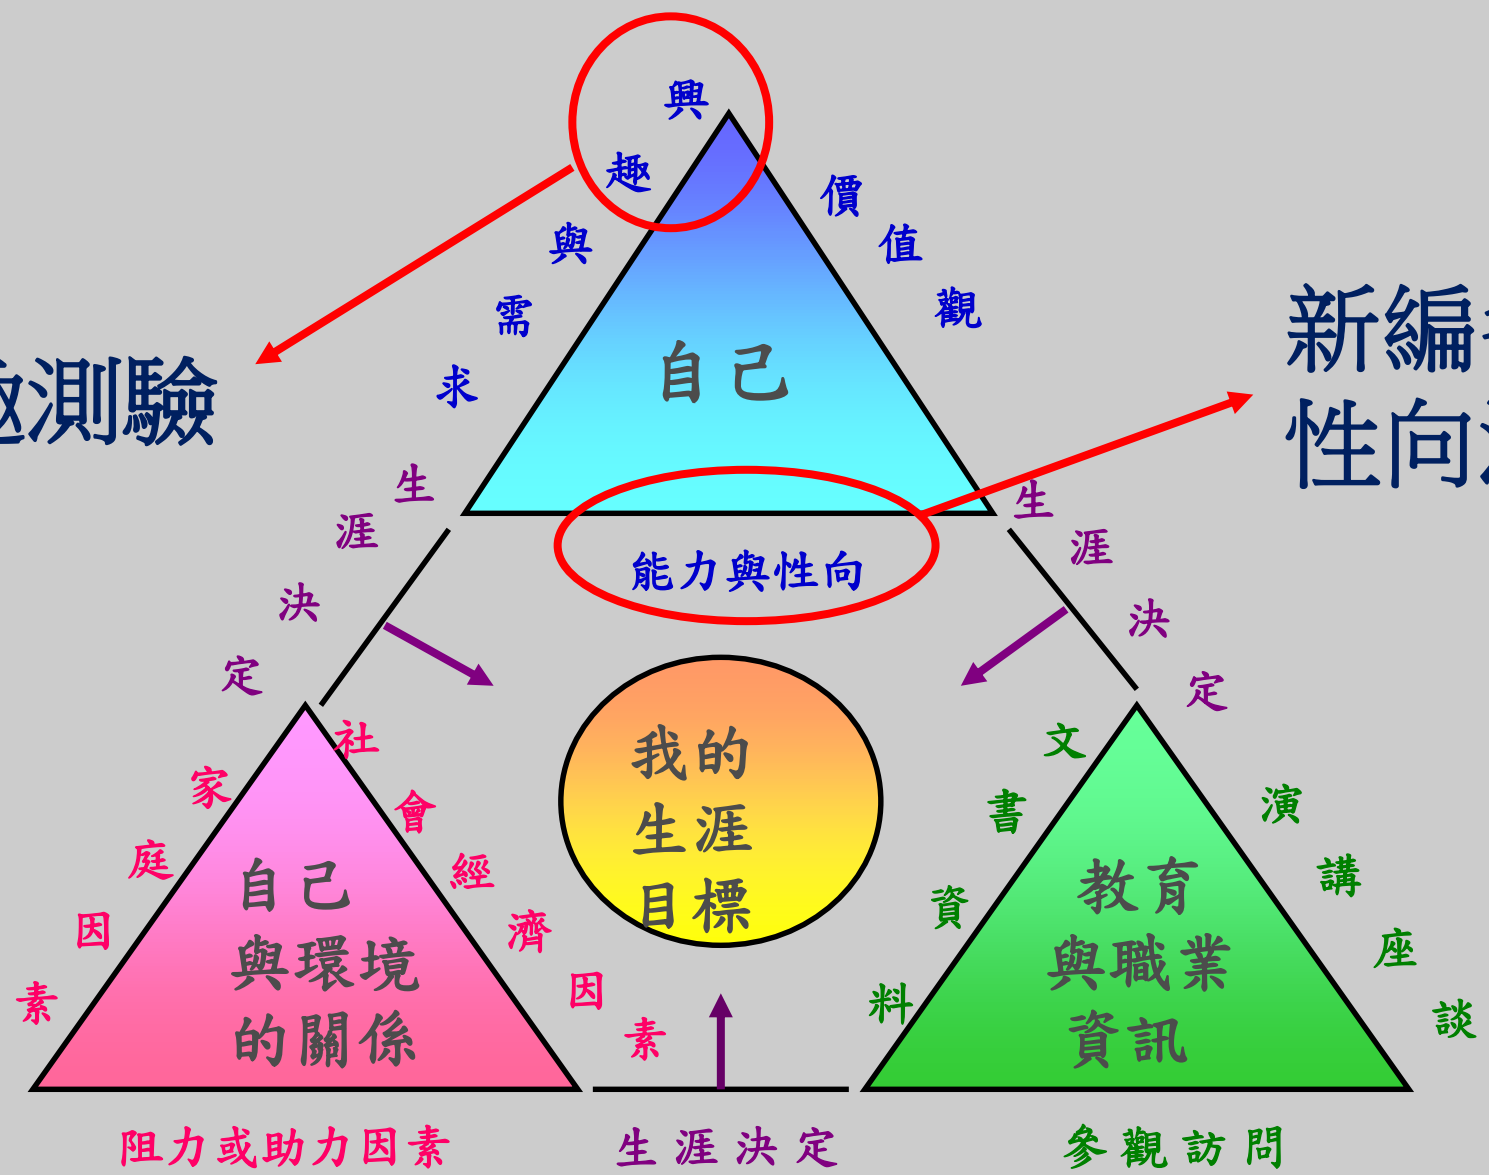 興趣與需求
價值觀
自己
測驗
新編
性向
能力與性向
生涯決定
生涯決定
我的
生涯
目標
家庭因素
社會經濟因素
自己
與環境
的關係
阻力或助力因素
生涯決定
文書資料
演講座談
教育
與職業
資訊
參觀訪問